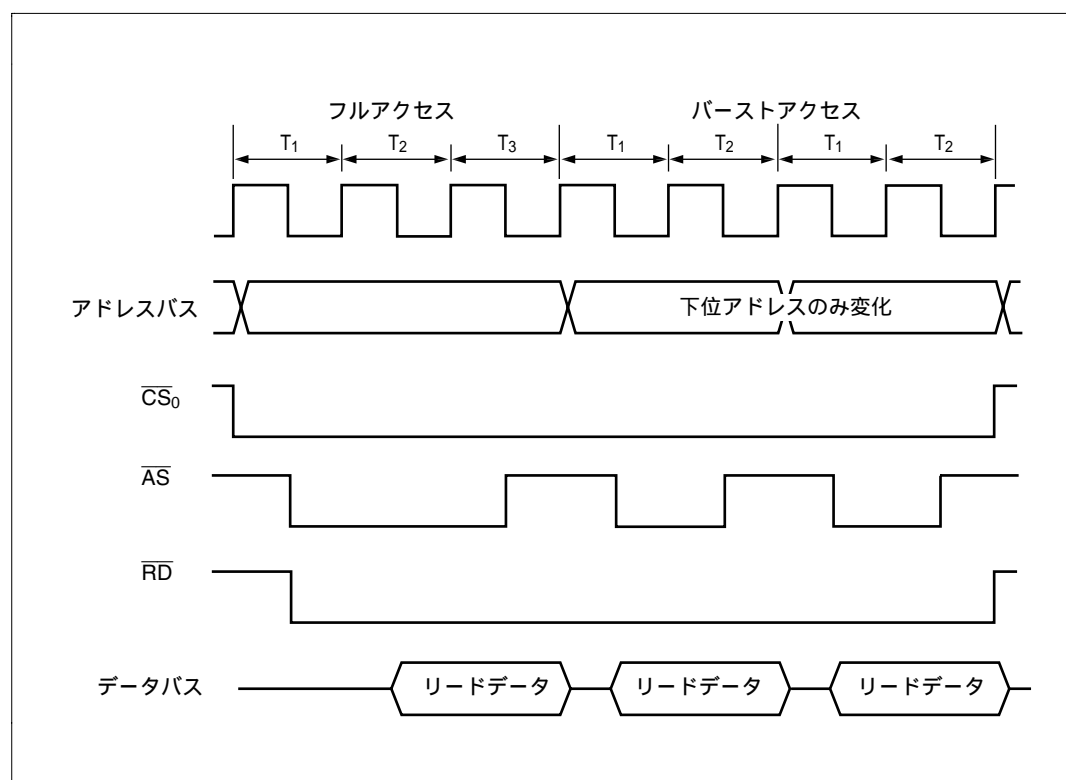 フルアクセス バーストアクセス
T1 T2 T3 T1 T2 T1 T2
アドレスバス 下位アドレスのみ変化
C̅S̅0
A̅S̅
R̅D̅
データバス リードデータ リードデータ リードデータ